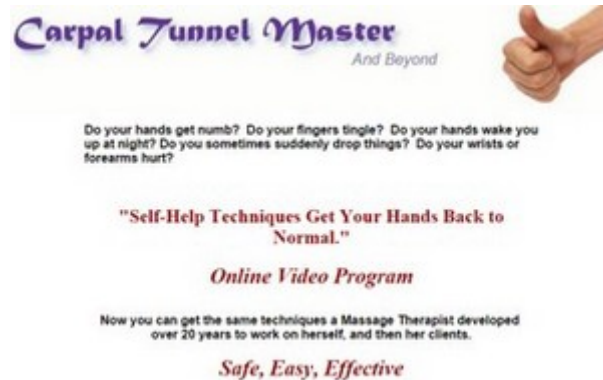 Carpal Tunnel Master
And Beyond
Do your hands get numb?  Do your fingers tingle?  Do your hands wake you
up at night? Do you sometimes suddenly drop things?  Do your wrists or
forearms hurt?
"Self-Help Techniques Get Your Hands Back to
Normal."
Online Video Program
Now you can get the same techniques a Massage Therapist developed
over 20 years to work on herself, and then her clients.
Safe, Easy, Effective